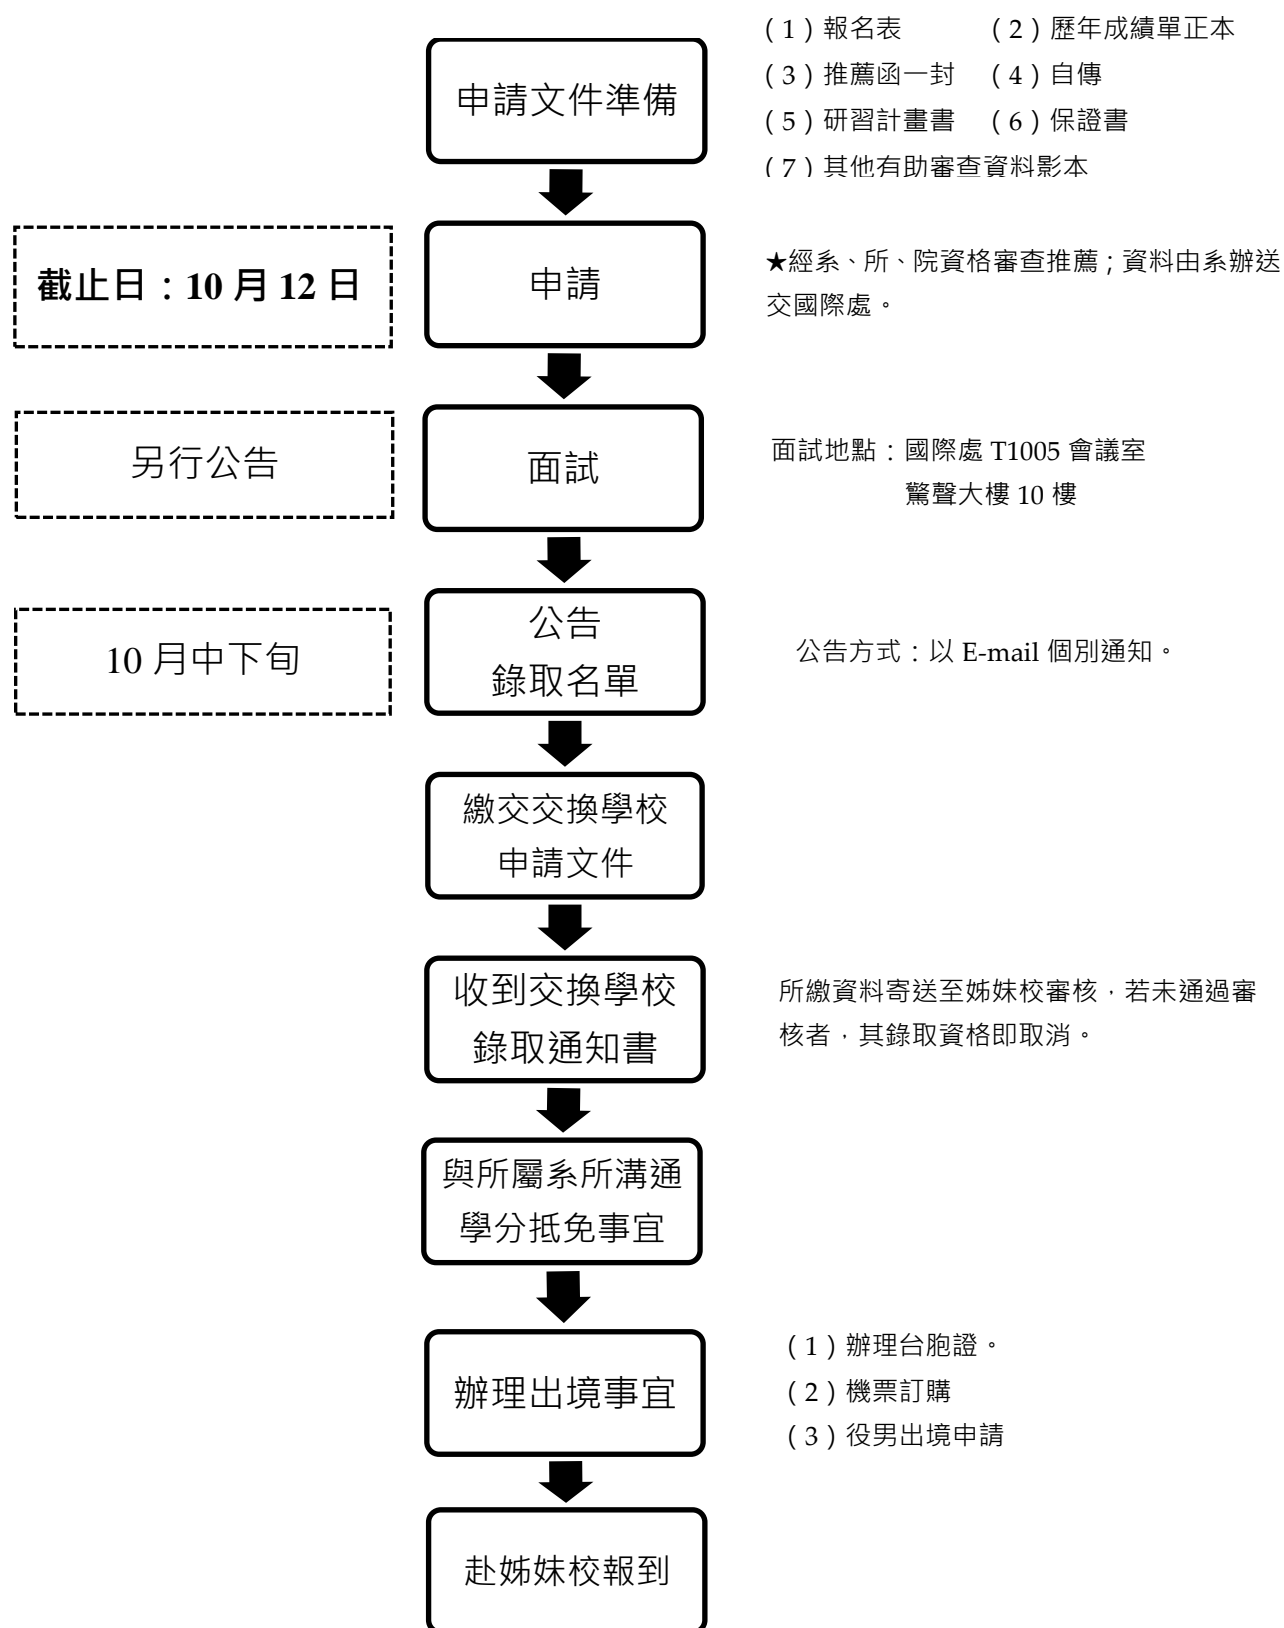 申請文件準備
（1）報名表 （2）歷年成績單正本
（3）推薦函一封 （4）自傳
（5）研習計畫書 （6）保證書
（7）其他有助審查資料影本
截止日：10 月 12 日
申請
★經系、所、院資格審查推薦；資料由系辦送
交國際處。
另行公告
面試
面試地點：國際處 T1005 會議室
驚聲大樓 10 樓
10 月中下旬
公告
錄取名單
公告方式：以 E-mail 個別通知。
繳交交換學校
申請文件
收到交換學校
錄取通知書
所繳資料寄送至姊妹校審核，若未通過審
核者，其錄取資格即取消。
與所屬系所溝通
學分抵免事宜
辦理出境事宜
（1）辦理台胞證。
（2）機票訂購
（3）役男出境申請
赴姊妹校報到